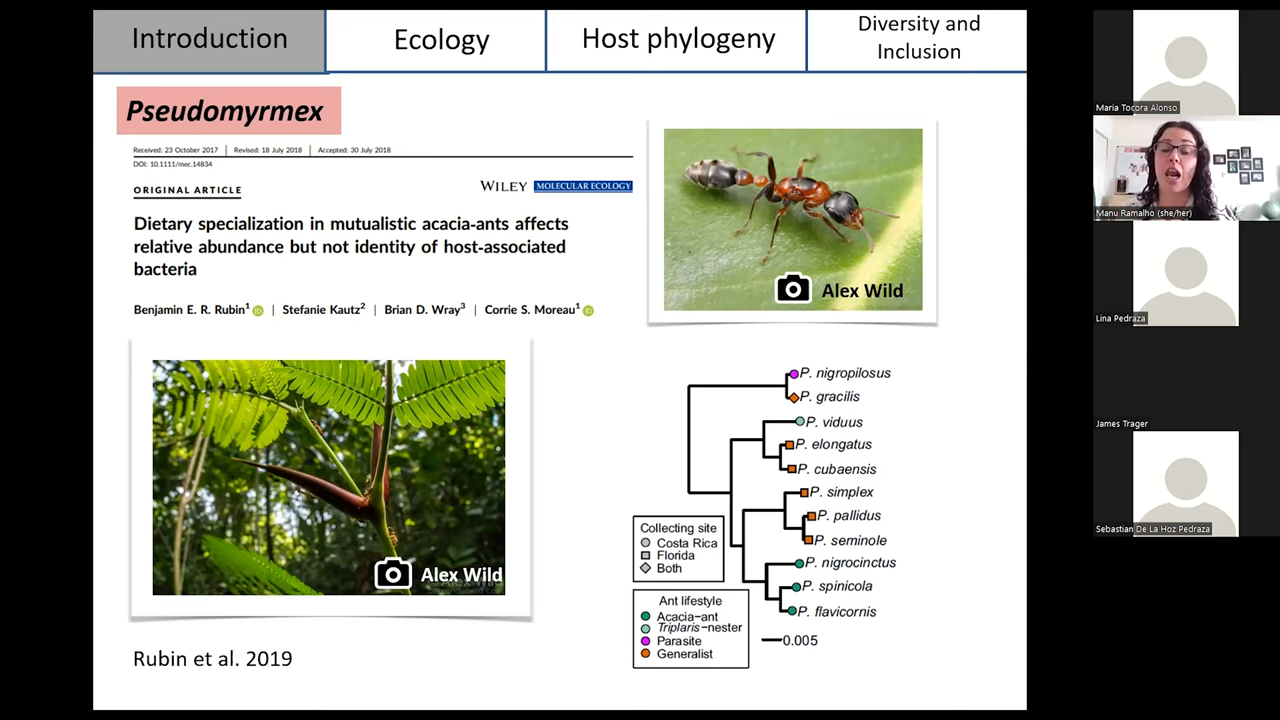 Introduction
Ecology
Host phylogeny
Diversity and
Inclusion
Pseudomyrmex
Received: 23 October 2017 | Revised: 18 July 2018 | Accepted: 30 July 2018
DOI: 10.1111/mec.14834
ORIGINAL ARTICLE
WILEY MOLECULAR ECOLOGY
Dietary specialization in mutualistic acacia-ants affects
relative abundance but not identity of host-associated
bacteria
Benjamin E. R. Rubin1 iD | Stefanie Kautz2 | Brian D. Wray3 | Corrie S. Moreau1 iD
Alex Wild
Alex Wild
Rubin et al. 2019
P. nigropilosus
P. gracilis
P. viduus
P. elongatus
P. cubaensis
P. simplex
P. pallidus
P. seminole
P. nigrocinctus
P. spinicola
P. flavicornis
0.005
Collecting site
Costa Rica
Florida
Both
Ant lifestyle
Acacia-ant
Triplaris-nester
Parasite
Generalist
Maria Tocora Alonso
Manu Ramalho (she/her)
Lina Pedraza
James Trager
Sebastian De La Hoz Pedraza